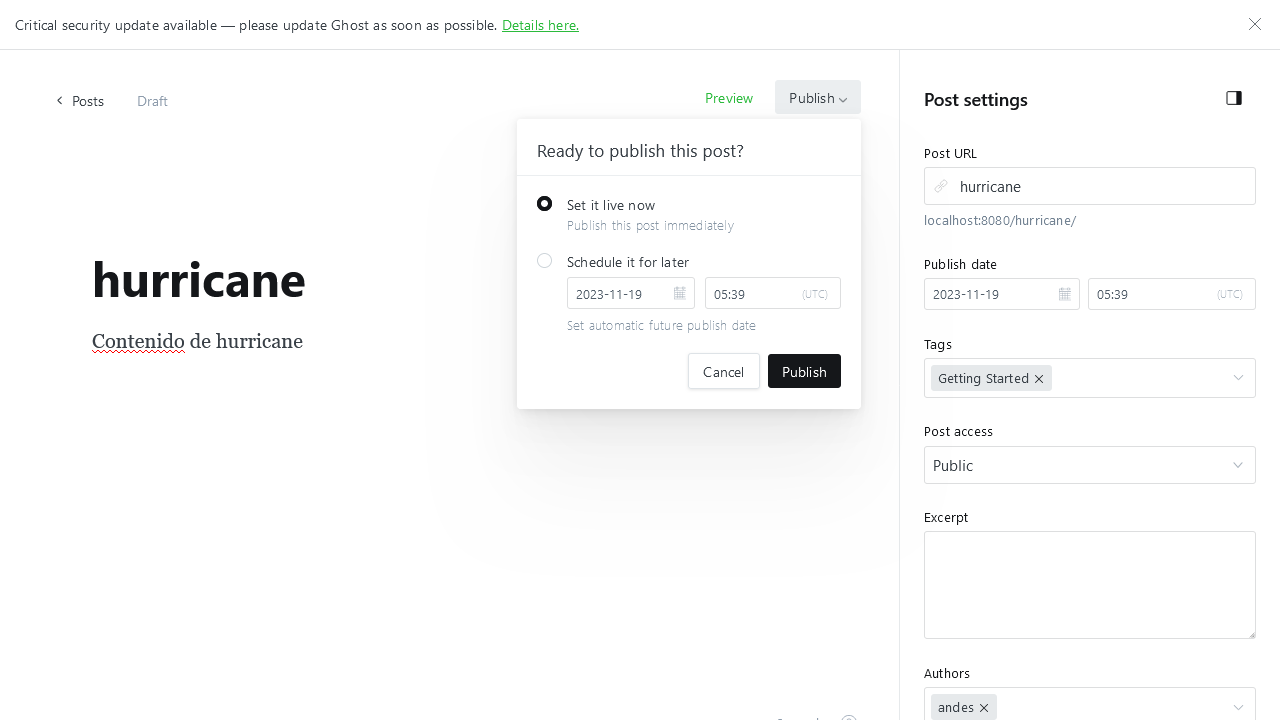 Critical security update available — please update Ghost as soon as possible. Details here.
Posts
Draft
Preview
Publish
Ready to publish this post?
Set it live now
Publish this post immediately
Schedule it for later
2023-11-19
05:39
(UTC)
Set automatic future publish date
Cancel
Publish
hurricane
Contenido de hurricane
Post settings
Post URL
hurricane
localhost:8080/hurricane/
Publish date
2023-11-19
05:39
(UTC)
Tags
Getting Started
Post access
Public
Excerpt
Authors
andes